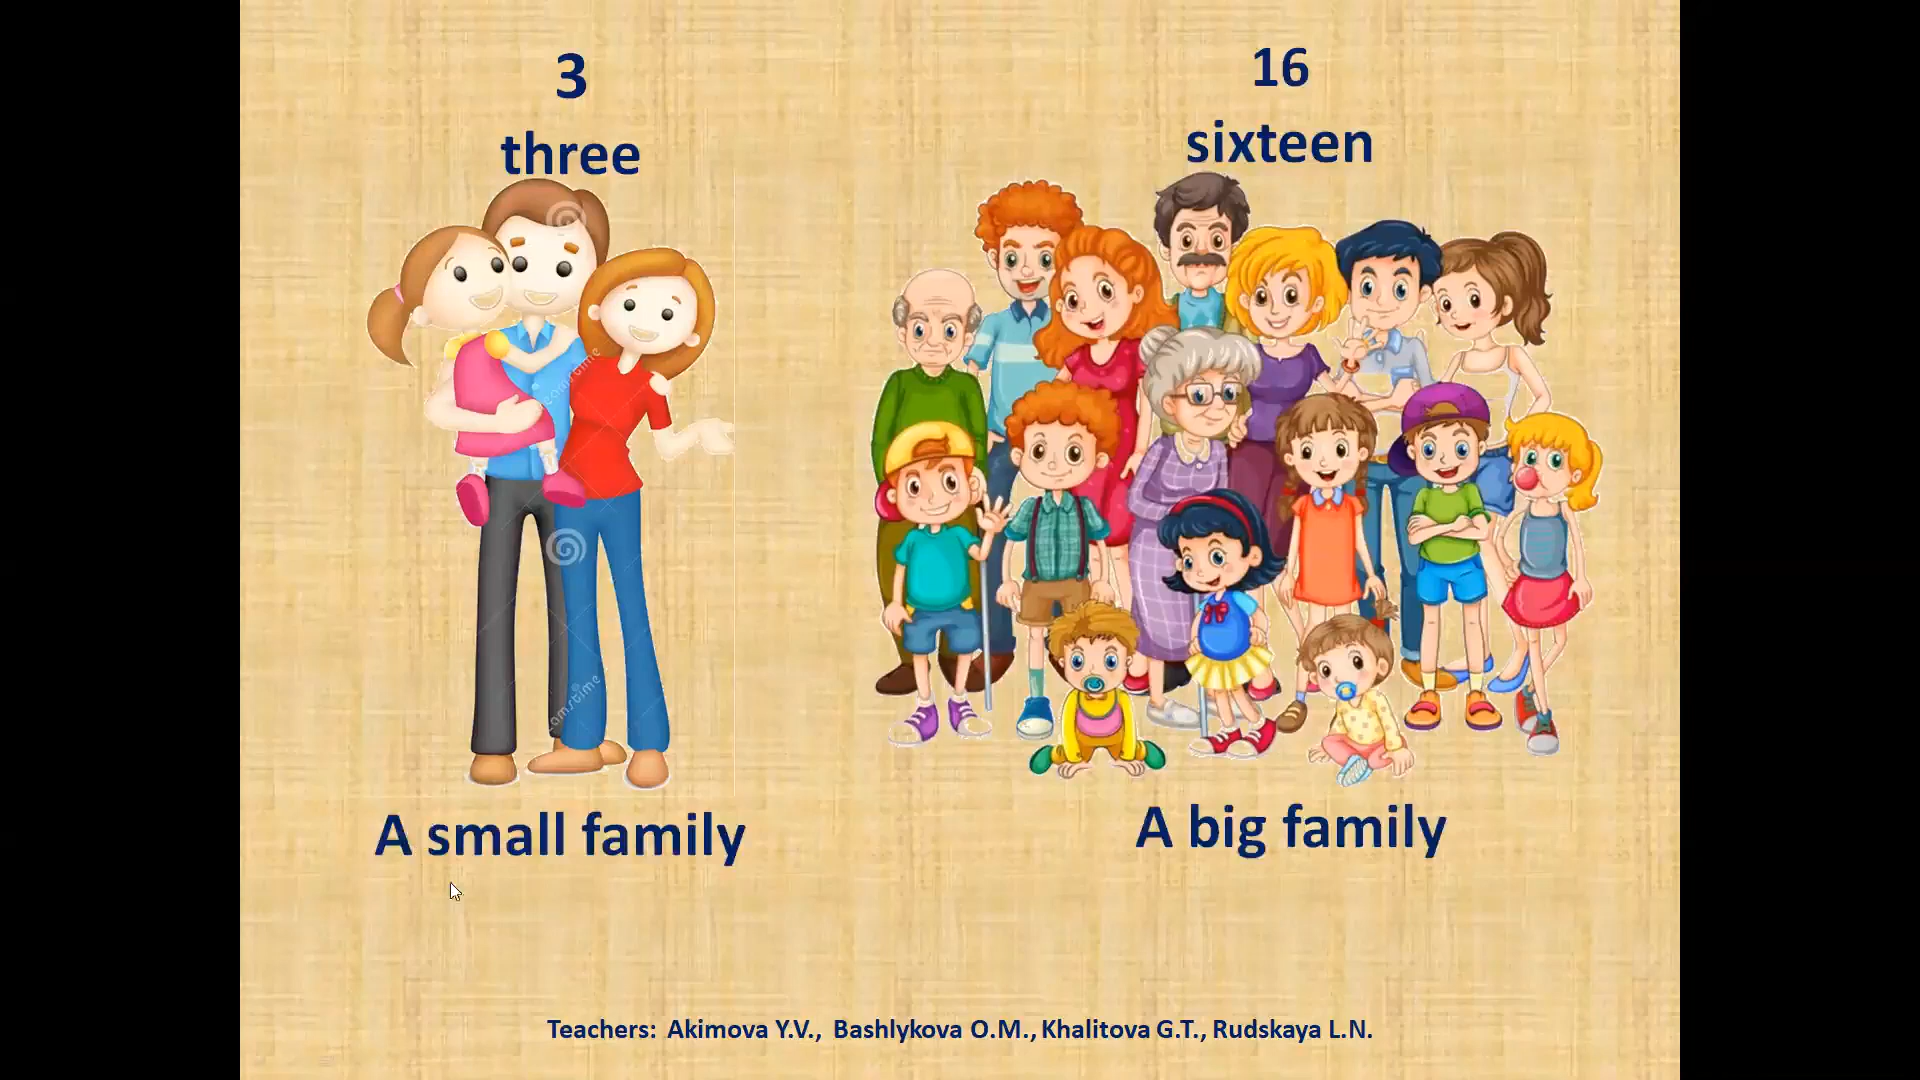 3
three
16
sixteen
A small family
A big family
Teachers: Akimova Y.V., Bashlykova O.M., Khalitova G.T., Rudskaya L.N.